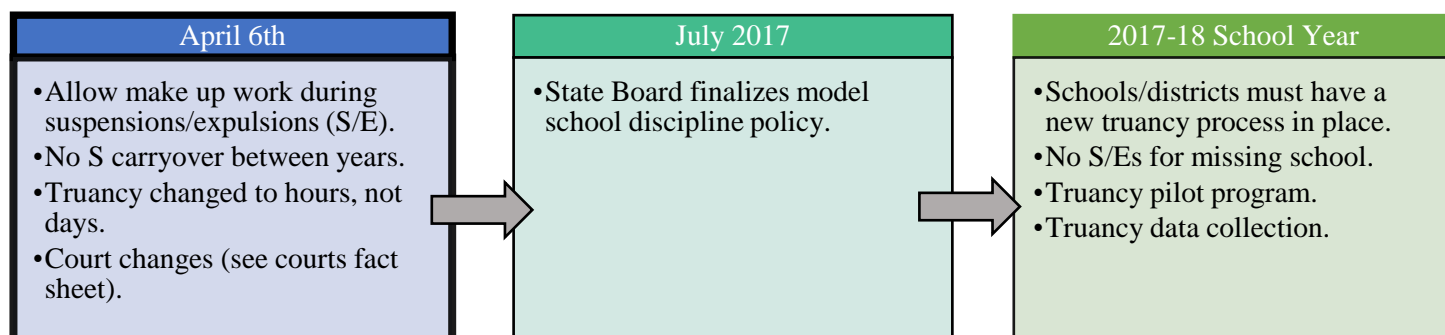 April 6th
•Allow make up work during
suspensions/expulsions (S/E).
•No S carryover between years.
•Truancy changed to hours, not
days.
•Court changes (see courts fact
sheet).
July 2017
•State Board finalizes model
school discipline policy.
2017-18 School Year
•Schools/districts must have a
new truancy process in place.
•No S/Es for missing school.
•Truancy pilot program.
•Truancy data collection.